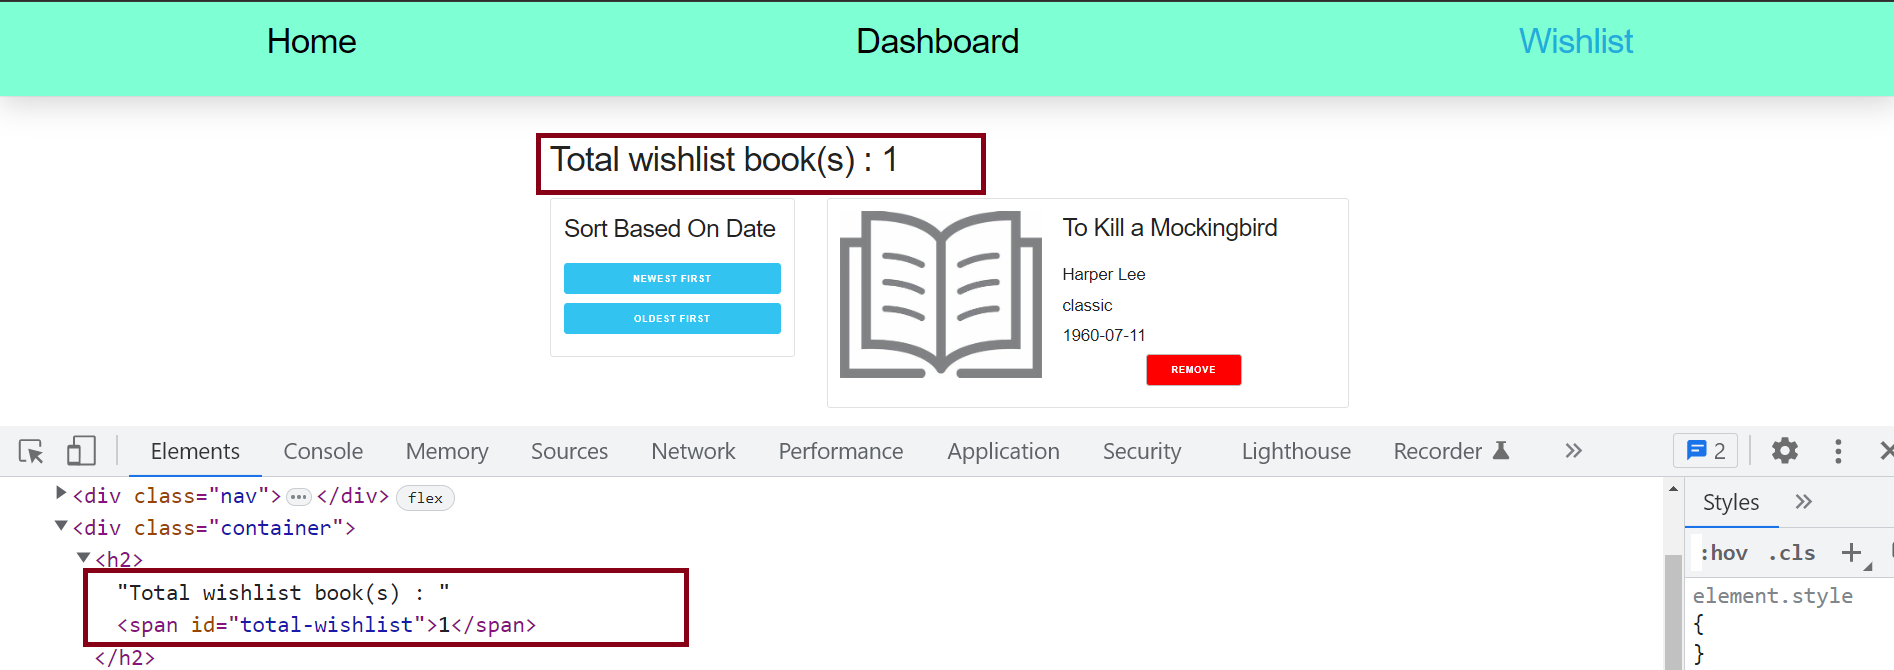 Home Dashboard Wishlist
Total wishlist book(s) : 1
Sort Based On Date
NEWEST FIRST
OLDEST FIRST
To Kill a Mockingbird
Harper Lee
classic
1960-07-11
REMOVE
Elements Console Memory Sources Network Performance Application Security Lighthouse Recorder 2
<div class="nav"> ••• </div> flex
<div class="container">
<h2>
"Total wishlist book(s) : "
<span id="total-wishlist">1</span>
</h2>
Styles
:hov .cls
element.style
{
}